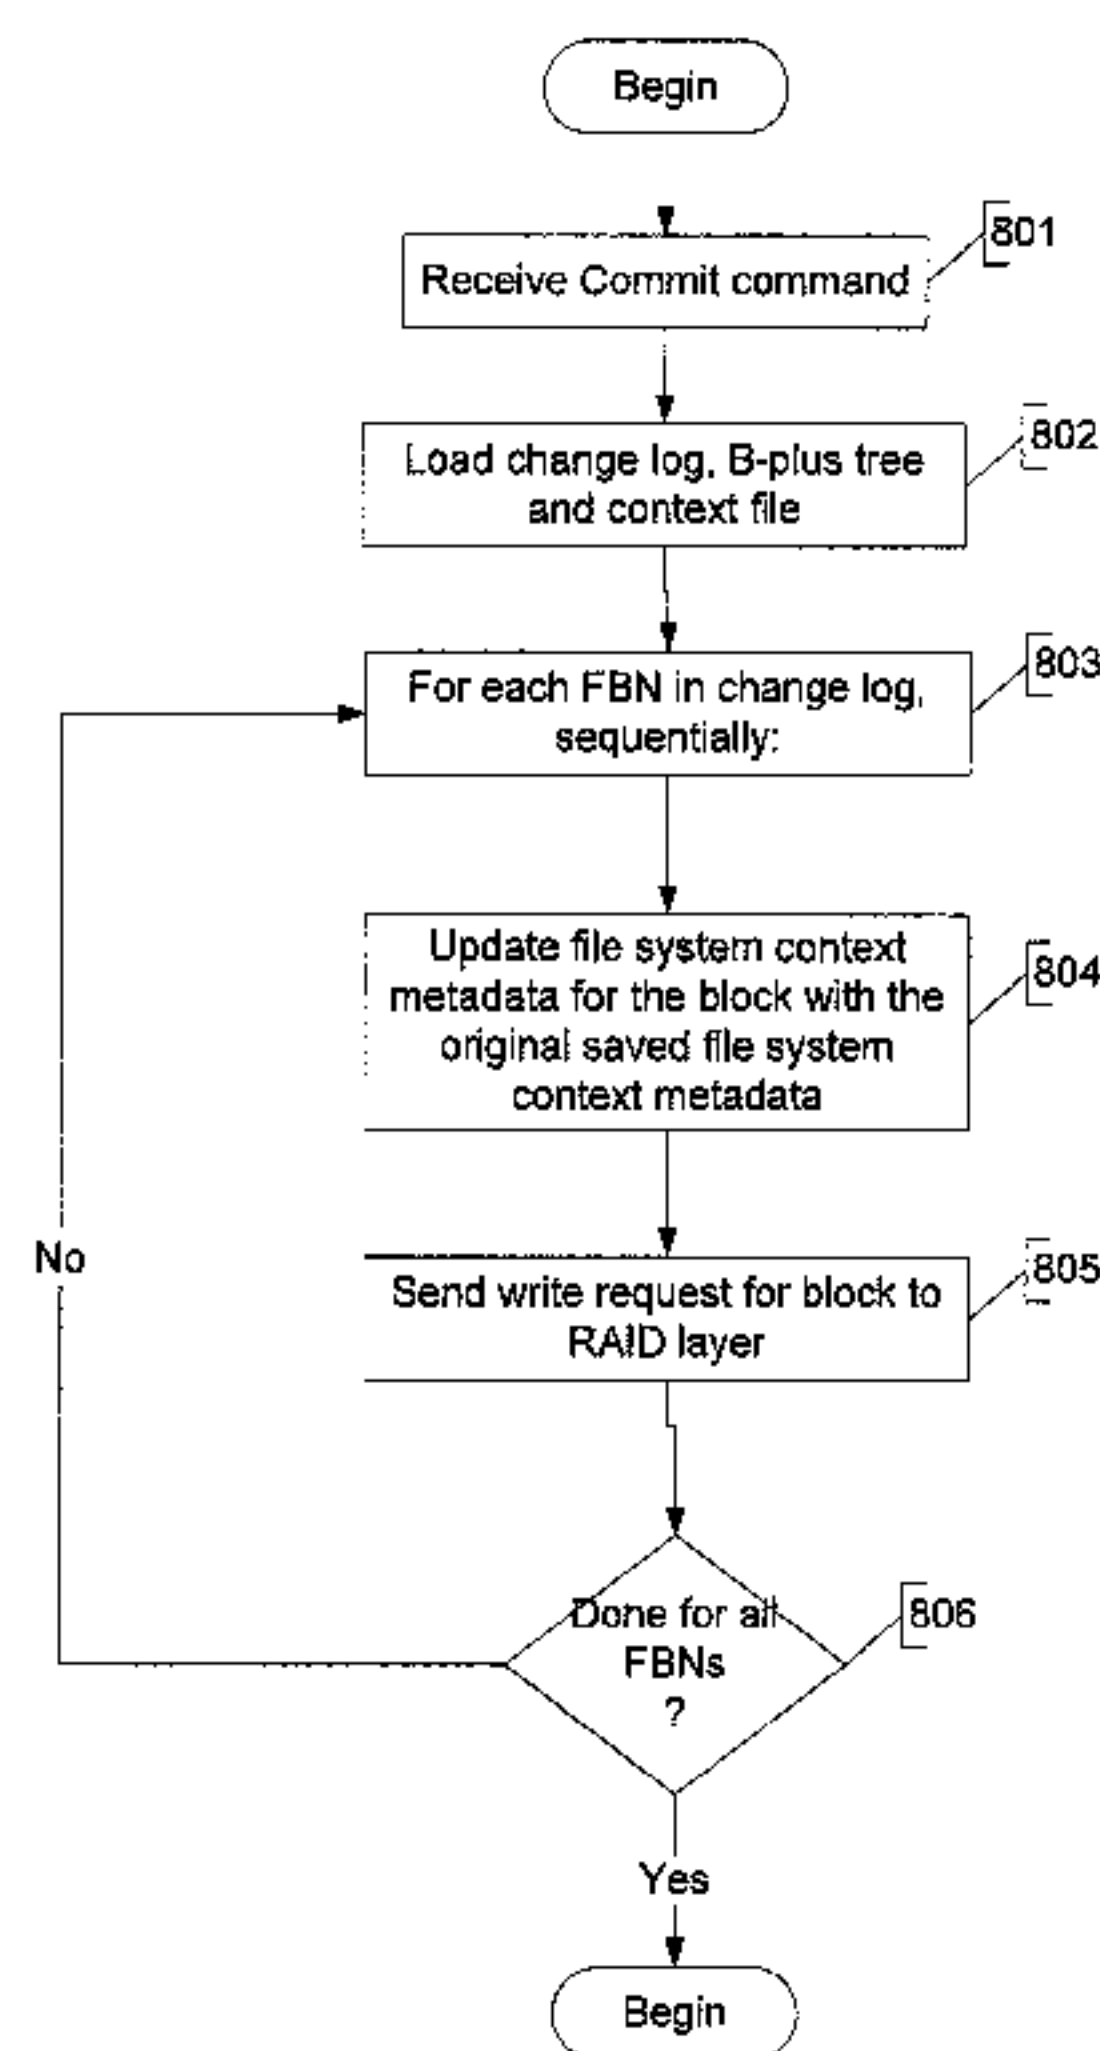 Begin
801
Receive Commit command
802
Load change log, B-plus tree
and context file
803
For each FBN in change log,
sequentially:
804
Update file system context
metadata for the block with the
original saved file system
context metadata
No
805
Send write request for block to
RAID layer
806
Done for all
FBNs
?
Yes
Begin